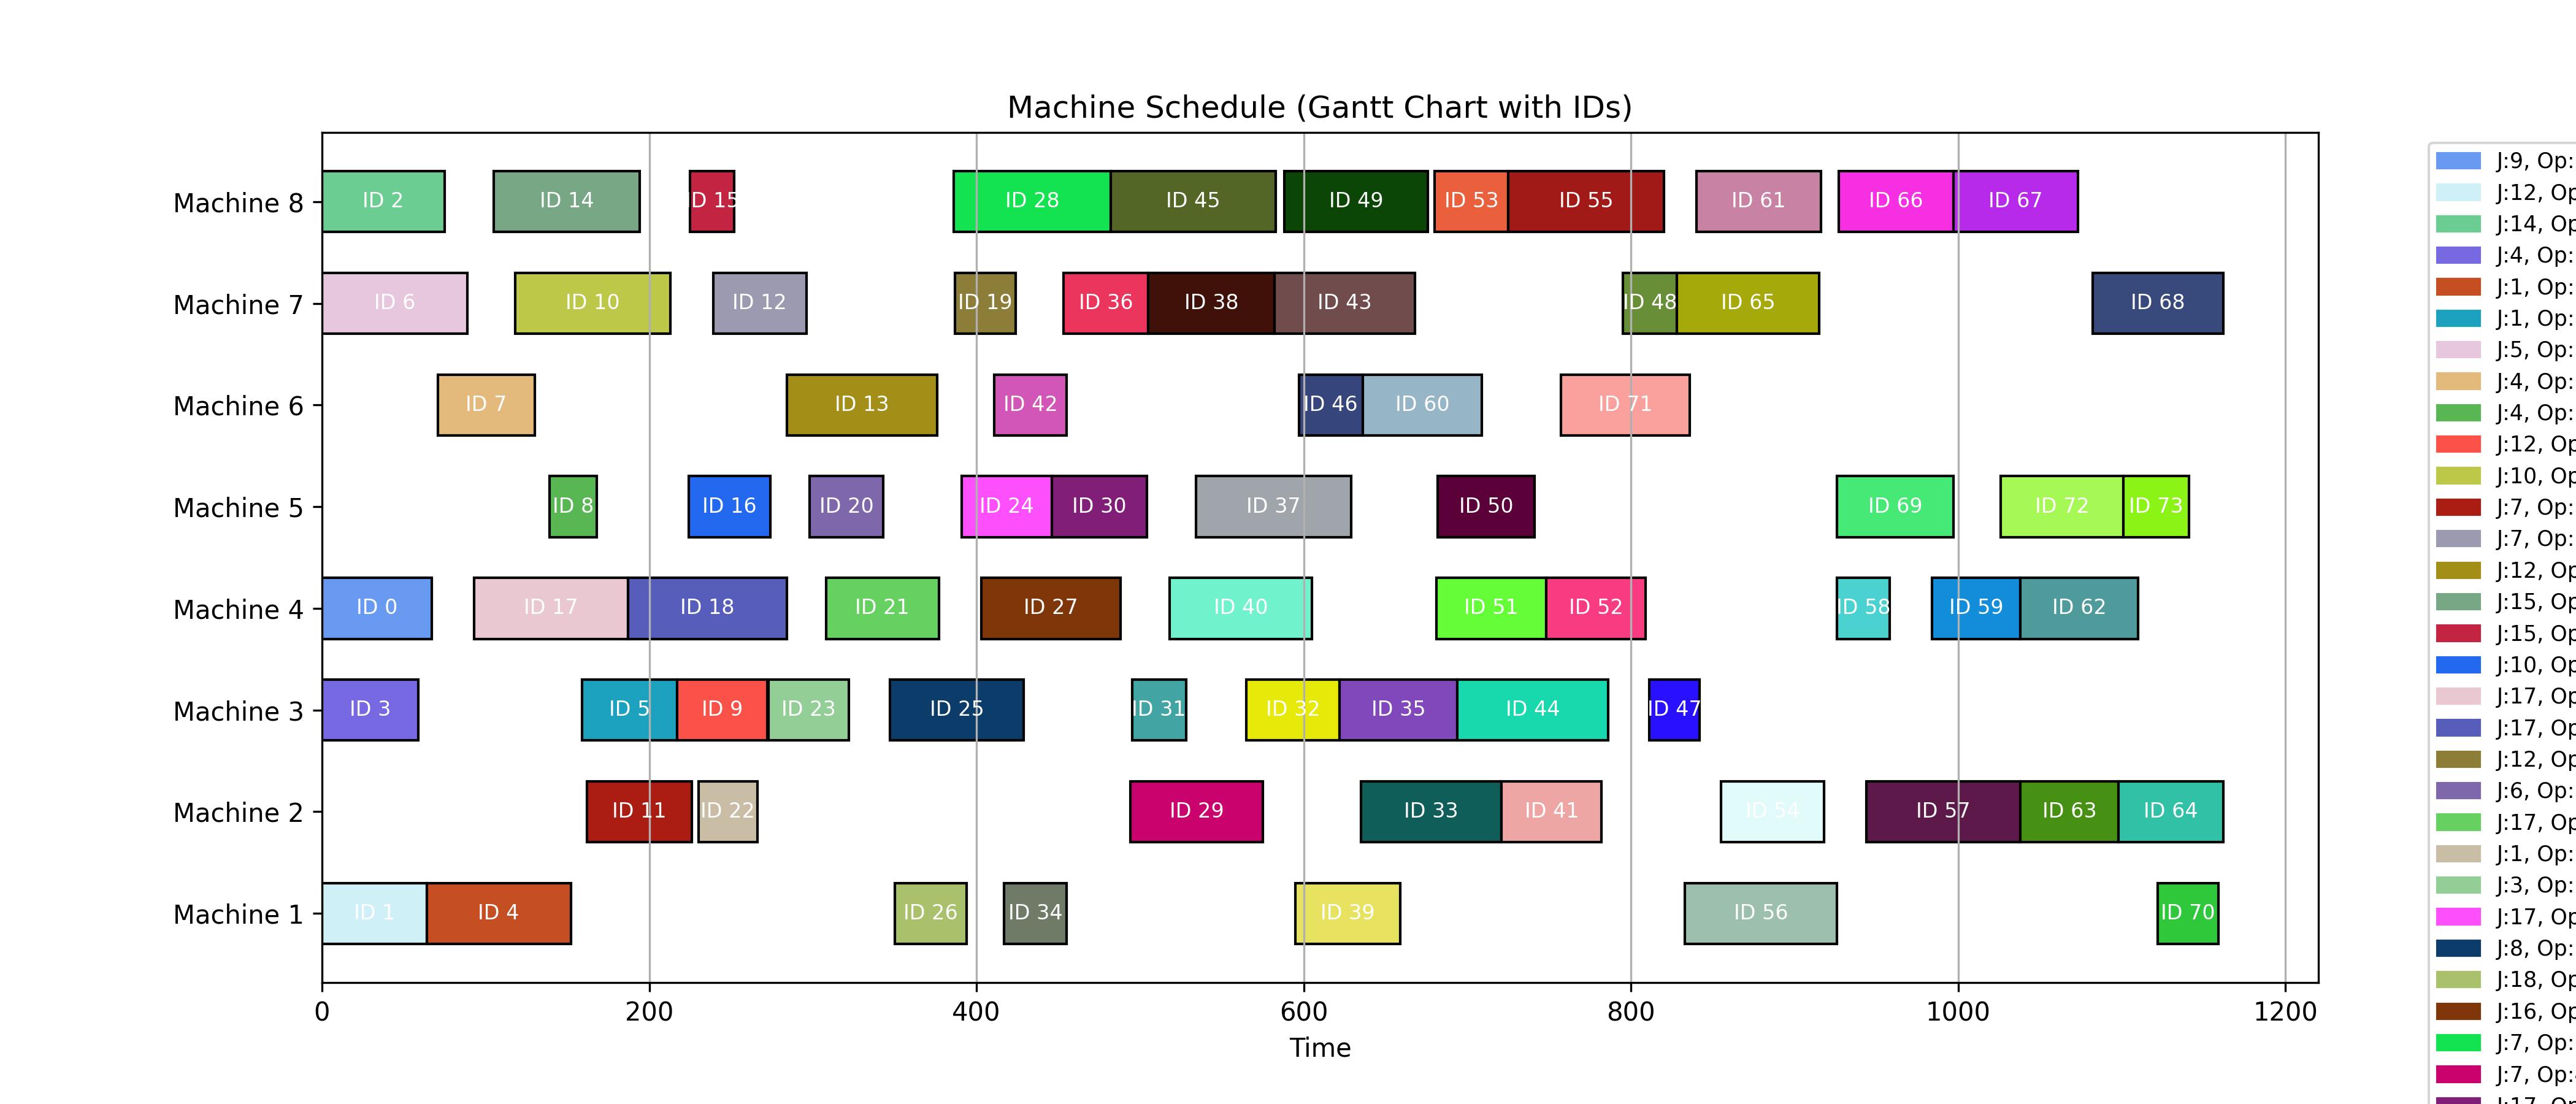 Machine Schedule (Gantt Chart with IDs)
Machine 8
ID 2
ID 14
ID 15
ID 28
ID 45
ID 49
ID 53
ID 55
ID 61
ID 66
ID 67
Machine 7
ID 6
ID 10
ID 12
ID 19
ID 36
ID 38
ID 43
ID 48
ID 65
ID 68
Machine 6
ID 7
ID 13
ID 42
ID 46
ID 60
ID 71
Machine 5
ID 8
ID 16
ID 20
ID 24
ID 30
ID 37
ID 50
ID 69
ID 72
ID 73
Machine 4
ID 0
ID 17
ID 18
ID 21
ID 27
ID 40
ID 51
ID 52
ID 58
ID 59
ID 62
Machine 3
ID 3
ID 5
ID 9
ID 23
ID 25
ID 31
ID 32
ID 35
ID 44
ID 47
Machine 2
ID 11
ID 22
ID 29
ID 33
ID 41
ID 54
ID 57
ID 63
ID 64
Machine 1
ID 1
ID 4
ID 26
ID 34
ID 39
ID 56
ID 70
0
200
400
600
800
1000
1200
Time
J:9, Op:
J:12, Op
J:14, Op
J:4, Op:
J:1, Op:
J:1, Op:
J:5, Op:
J:4, Op:
J:4, Op:
J:12, Op
J:10, Op
J:7, Op:
J:7, Op:
J:12, Op
J:15, Op
J:15, Op
J:10, Op
J:17, Op
J:17, Op
J:12, Op
J:6, Op:
J:17, Op
J:1, Op:
J:3, Op:
J:17, Op
J:8, Op:
J:18, Op
J:16, Op
J:7, Op:
J:7, Op:
J:17, Op